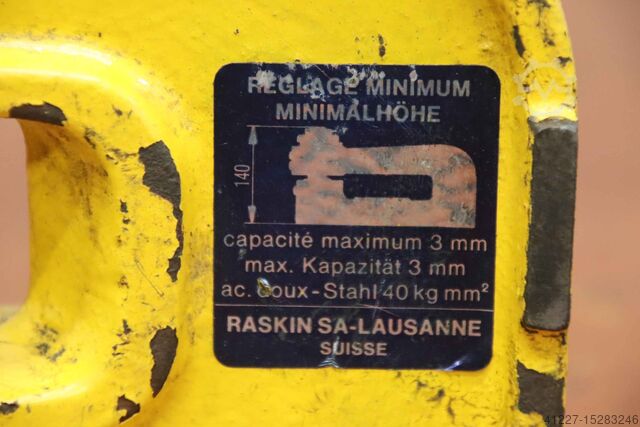 REGLAGE MINIMUM
MINIMALHÖHE
140
capacité maximum 3 mm
max. Kapazität 3 mm
ac. doux - Stahl 40 kg mm²
RASKIN SA-LAUSANNE
SUISSE
41227-15283246